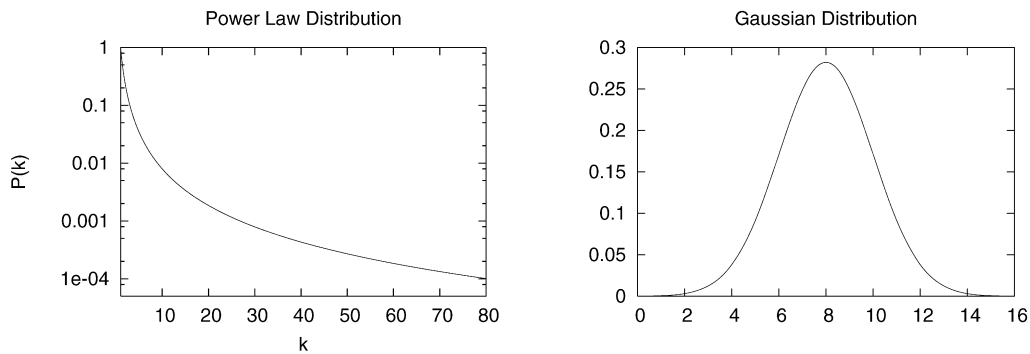 Power Law Distribution
1
0.1
0.01
0.001
1e-04
P(k)
10 20 30 40 50 60 70 80
k
Gaussian Distribution
0.3
0.25
0.2
0.15
0.1
0.05
0
0 2 4 6 8 10 12 14 16